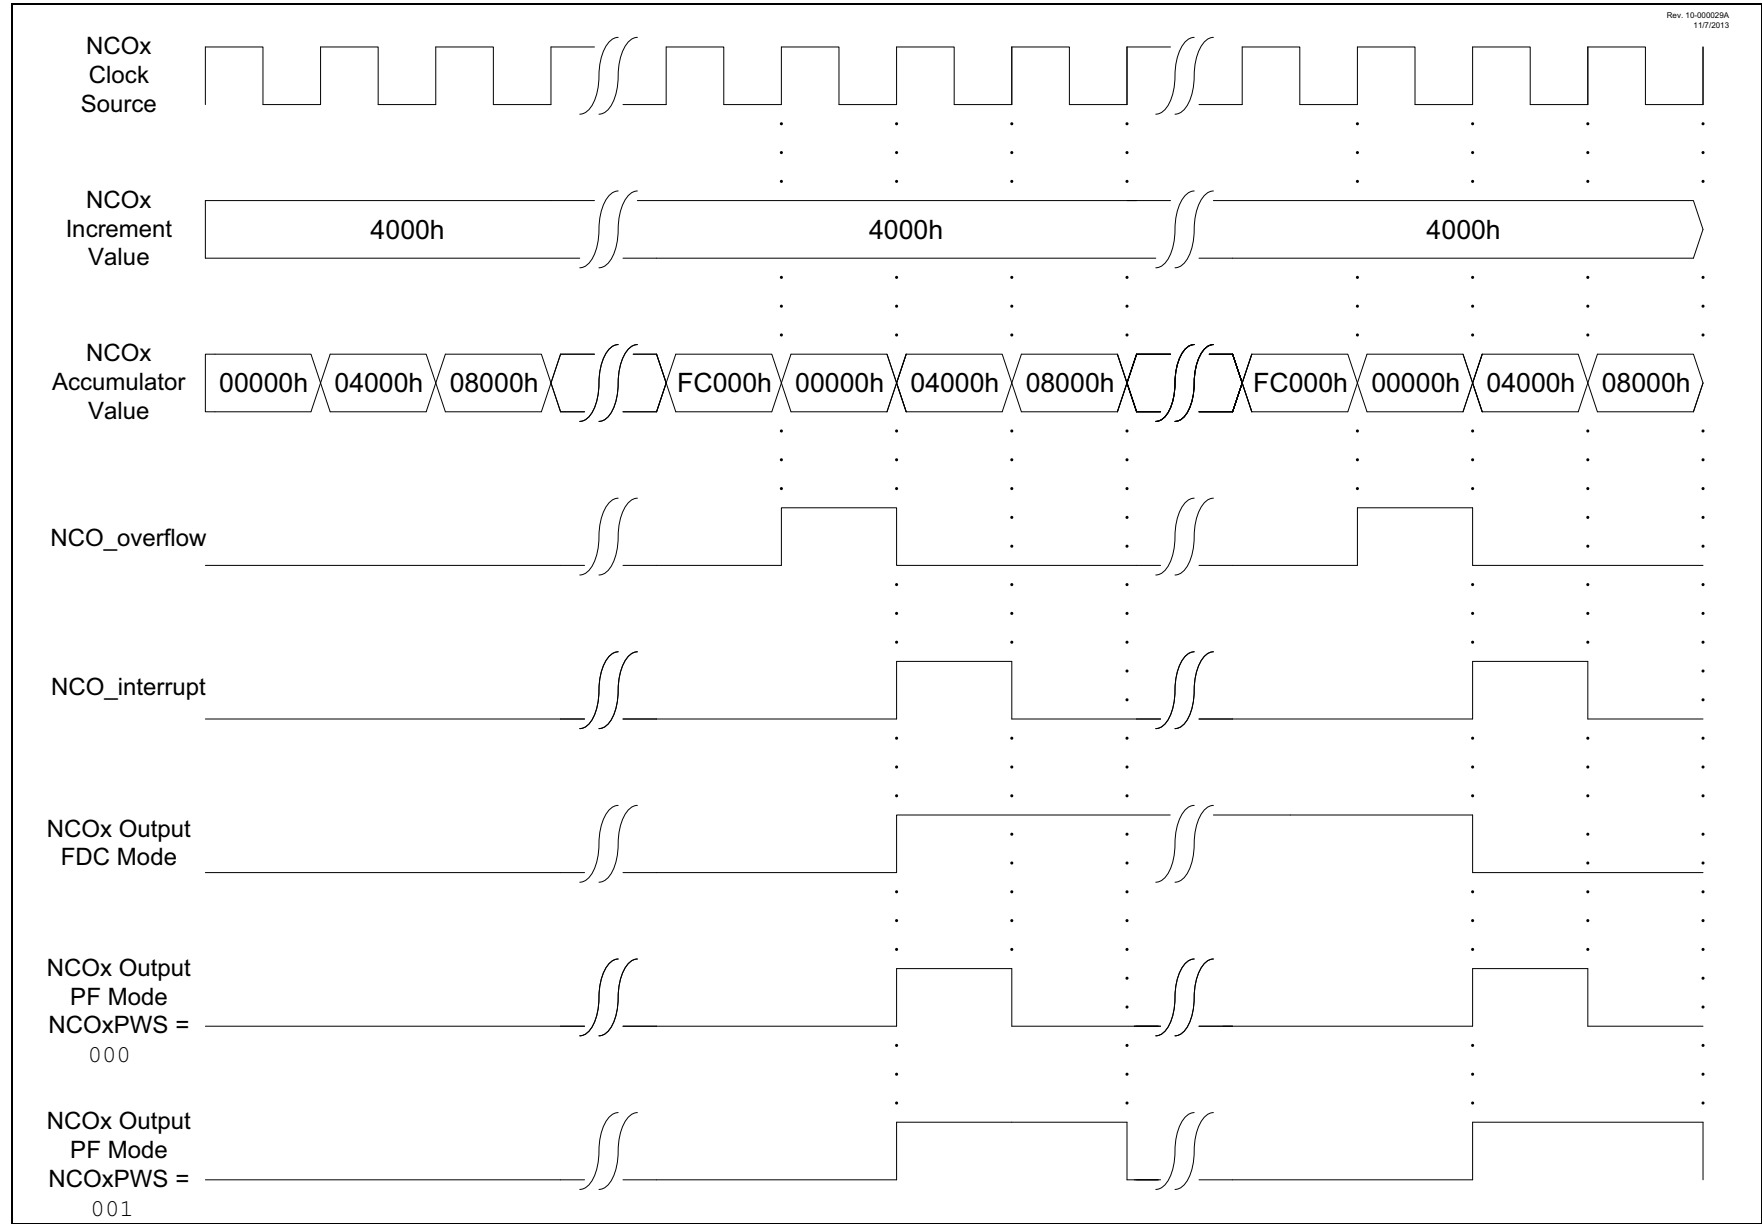 Rev. 10-000029A
11/7/2013
NCOx
Clock
Source
NCOx
Increment
Value
4000h
4000h
4000h
NCOx
Accumulator
Value
00000h
04000h
08000h
FC000h
00000h
04000h
08000h
FC000h
00000h
04000h
08000h
NCO_overflow
NCO_interrupt
NCOx Output
FDC Mode
NCOx Output
PF Mode
NCOxPWS =
000
NCOx Output
PF Mode
NCOxPWS =
001